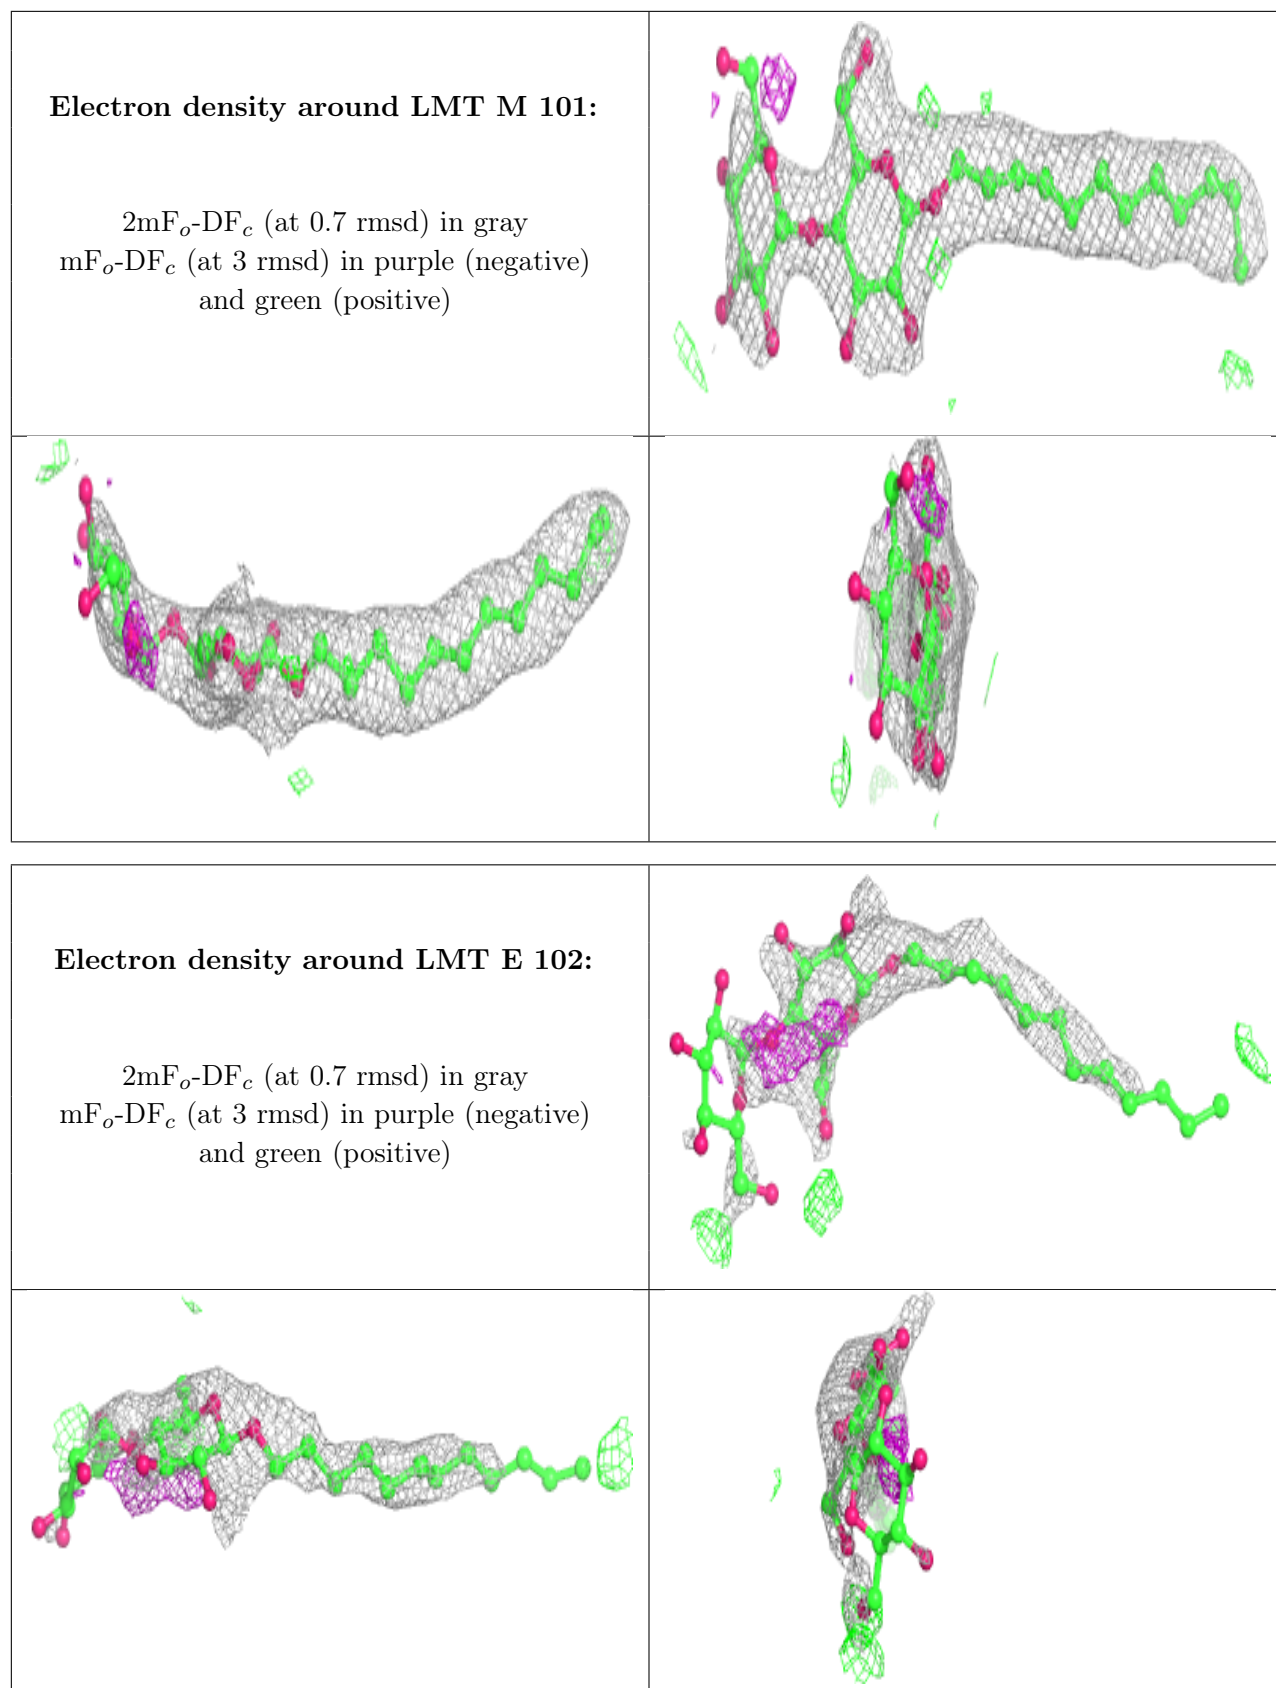 Electron density around LMT M 101:
2mFₒ-DF𝒸 (at 0.7 rmsd) in gray
mFₒ-DF𝒸 (at 3 rmsd) in purple (negative)
and green (positive)
Electron density around LMT E 102:
2mFₒ-DF𝒸 (at 0.7 rmsd) in gray
mFₒ-DF𝒸 (at 3 rmsd) in purple (negative)
and green (positive)